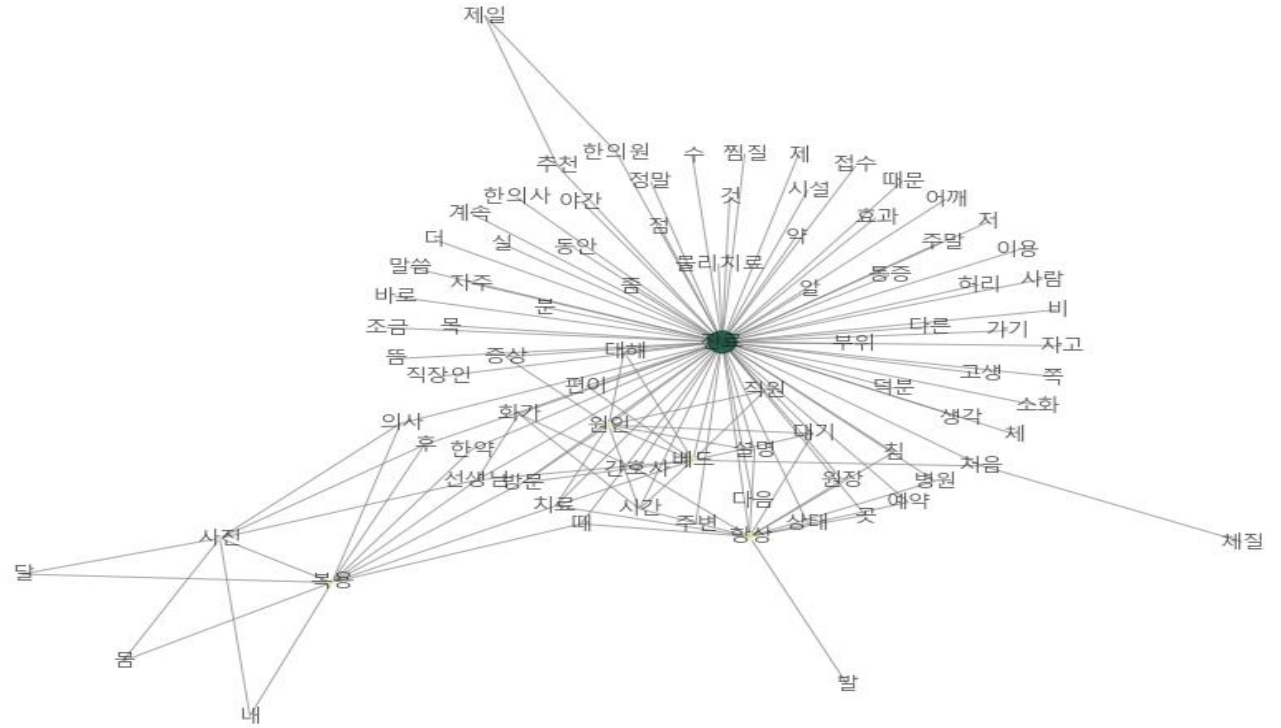 제일
추천
한의원
수
찜질
제
접수
정말
시설
때문
한의사
야간
것
어깨
계속
점
효과
저
더
실
동안
약
주말
이용
말씀
자주
좀
물리치료
알
통증
허리
사람
바로
분
비
조금
목
다른
가기
뜸
증상
대해
부위
자고
직장인
편이
직원
덕분
고생
쪽
의사
화가
원인
대기
생각
소화
체
후
한약
설명
침
선생님
방문
간호사
베드
원장
병원
처음
치료
시간
다음
예약
때
주변
항상
상태
곳
사진
체질
달
복용
몸
발
내